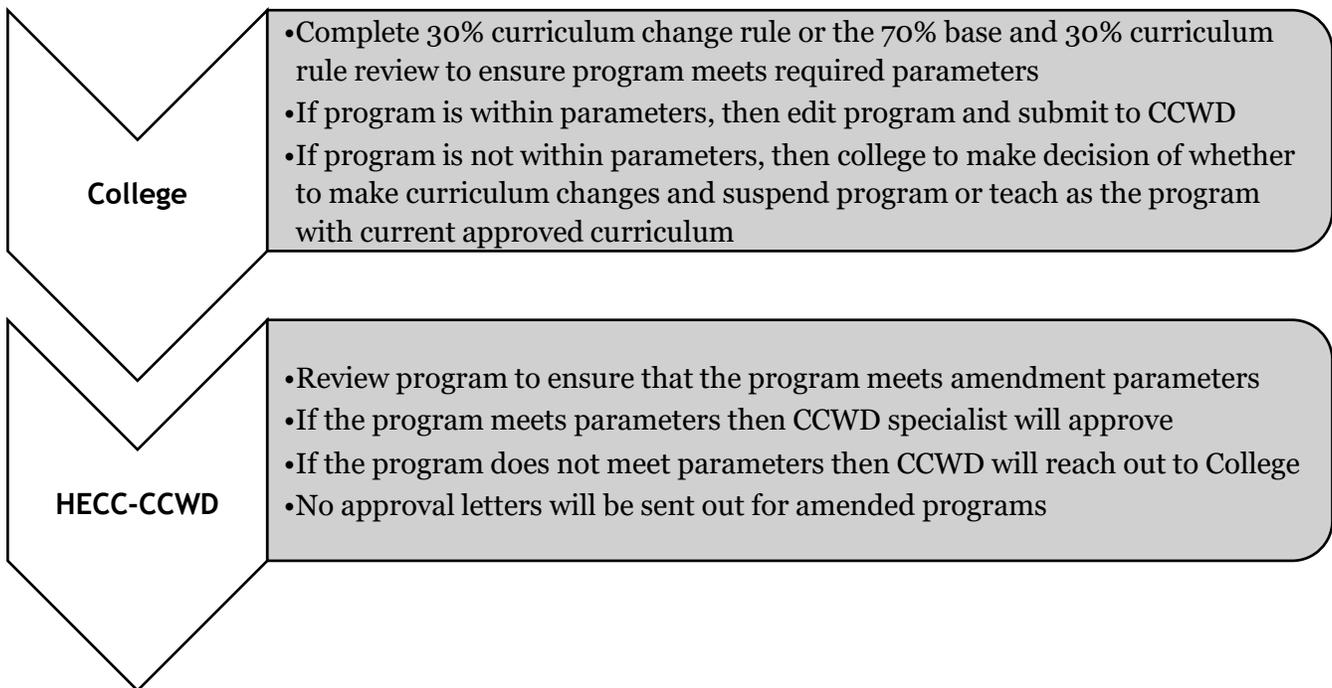 College
•Complete 30% curriculum change rule or the 70% base and 30% curriculum
rule review to ensure program meets required parameters
•If program is within parameters, then edit program and submit to CCWD
•If program is not within parameters, then college to make decision of whether
to make curriculum changes and suspend program or teach as the program
with current approved curriculum
HECC-CCWD
•Review program to ensure that the program meets amendment parameters
•If the program meets parameters then CCWD specialist will approve
•If the program does not meet parameters then CCWD will reach out to College
•No approval letters will be sent out for amended programs